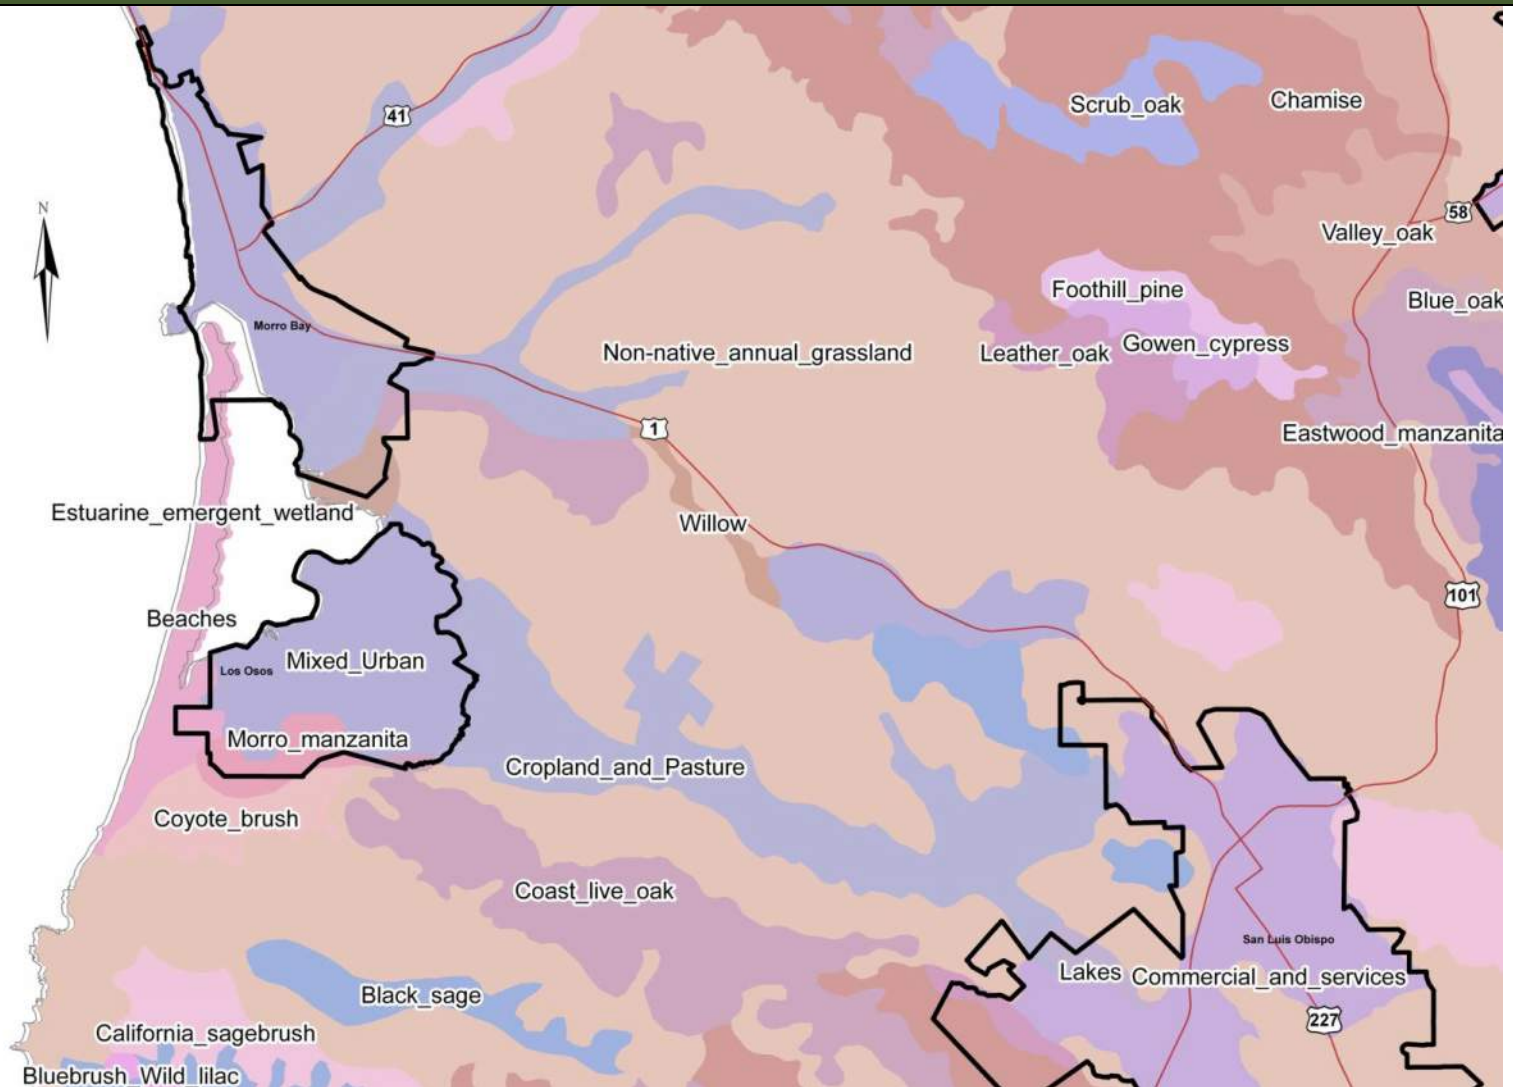 Scrub_oak
Chamise
41
N
58
Valley_oak
Foothill_pine
Blue_oak
Morro Bay
Gowen_cypress
Leather_oak
Non-native_annual_grassland
1
Eastwood_manzanita
Estuarine_emergent_wetland
Willow
101
Beaches
Mixed_Urban
Los Osos
Morro_manzanita
Cropland_and_Pasture
Coyote_brush
Coast_live_oak
San Luis Obispo
Lakes
Commercial_and_services
Black_sage
227
California_sagebrush
Bluebrush_Wild_lilac